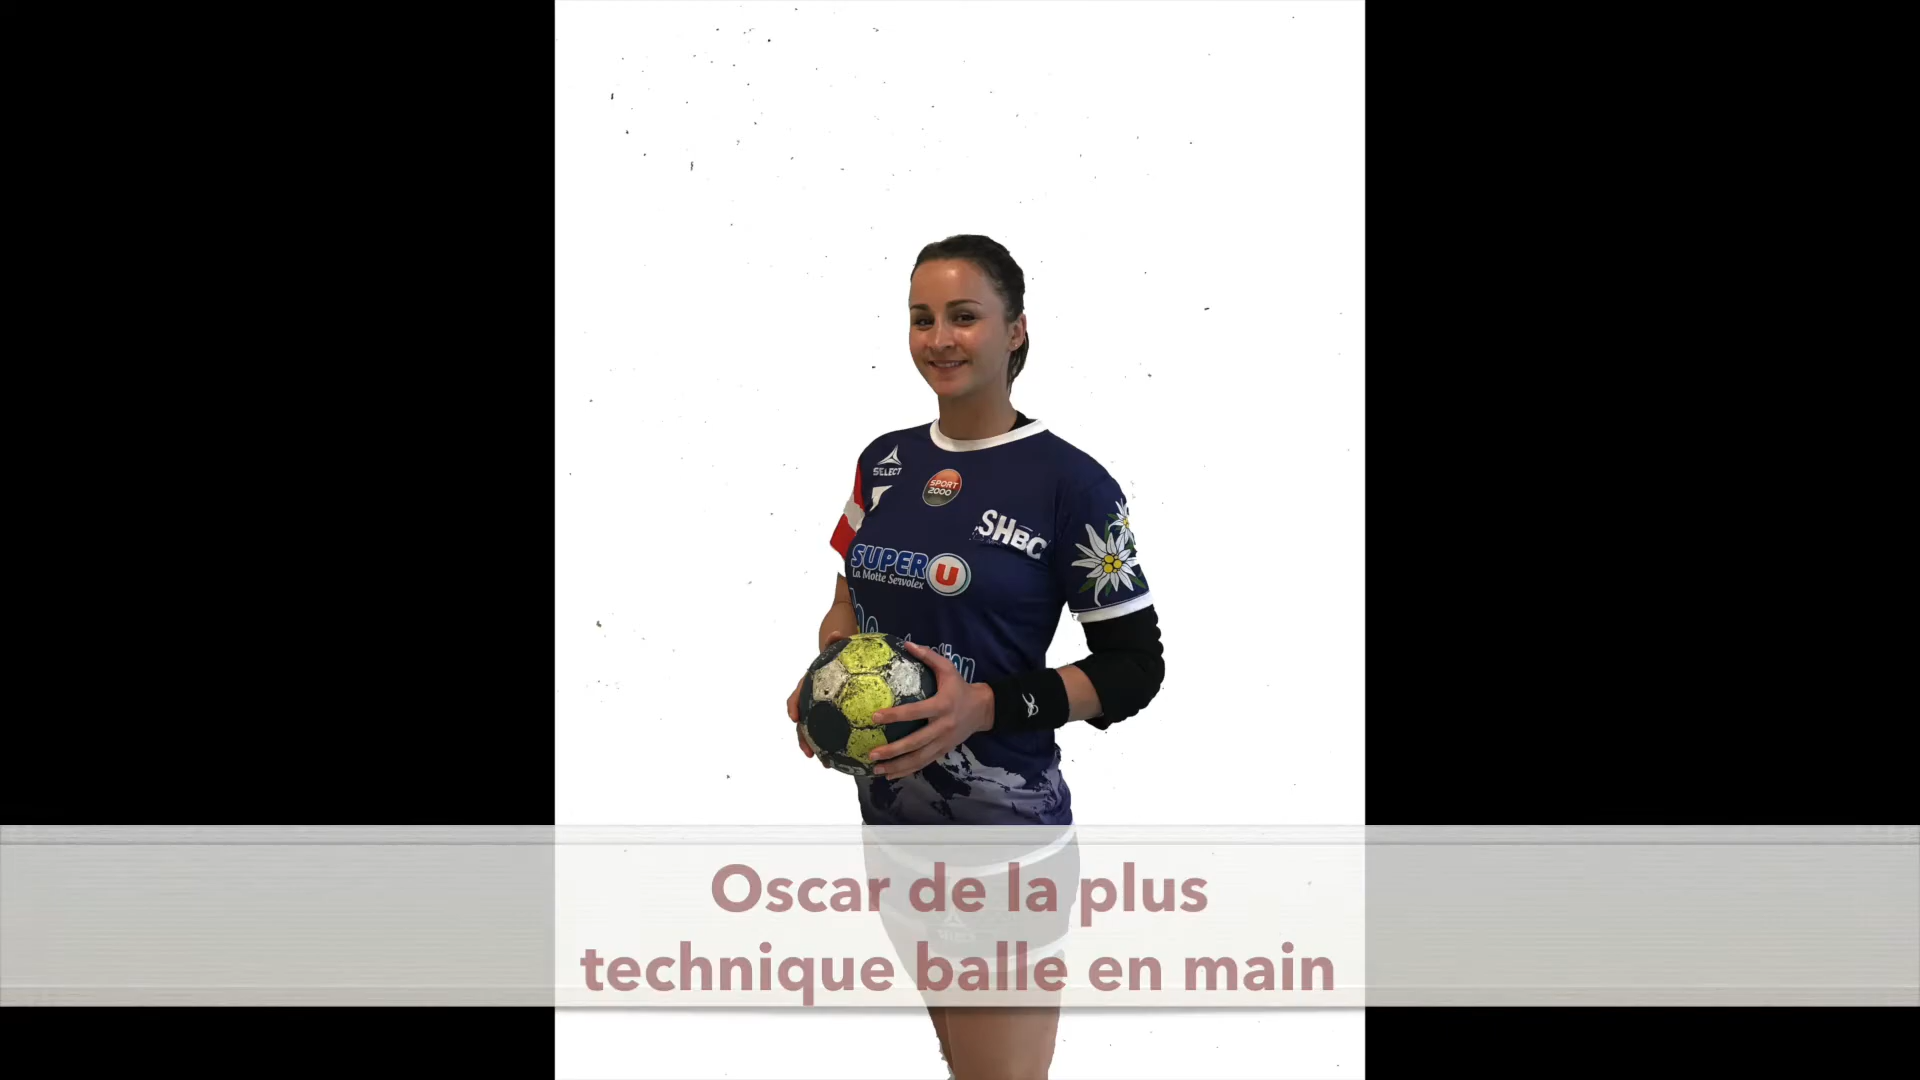 SELECT
SPORT
2000
SHBC
SUPER U
La Motte Servolex
Oscar de la plus
technique balle en main